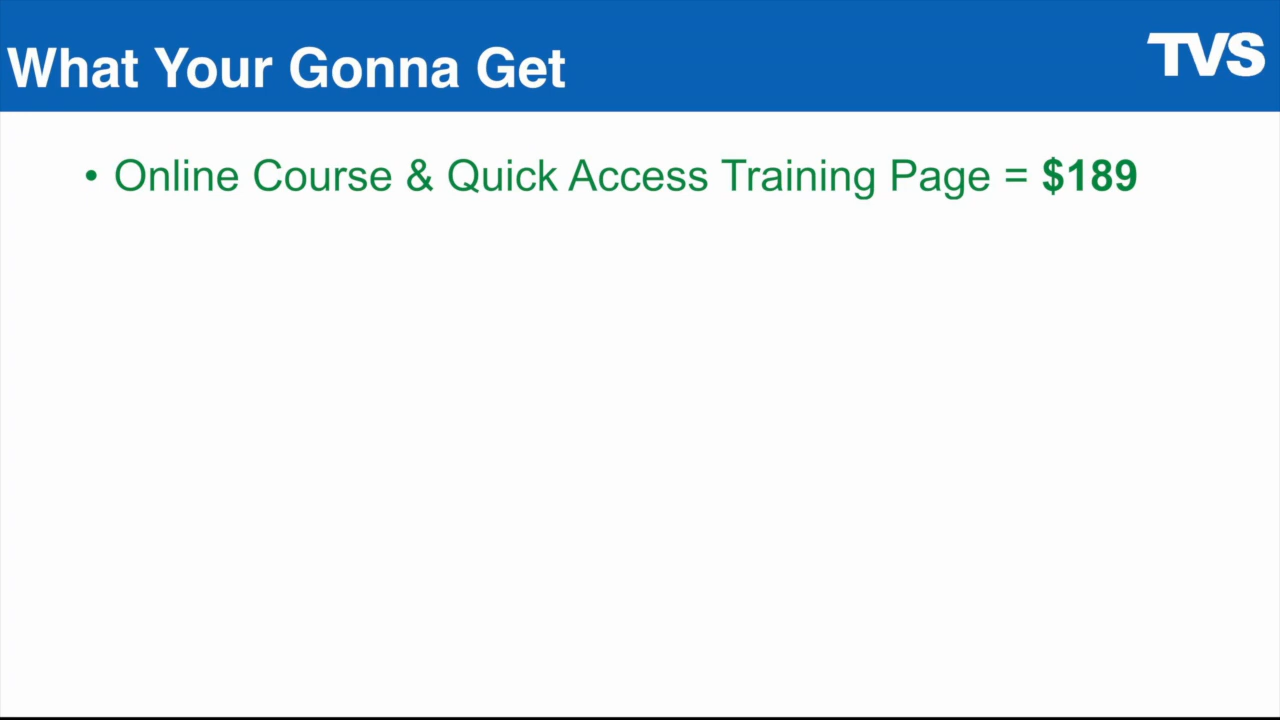 What Your Gonna Get
TVS
• Online Course & Quick Access Training Page = $189